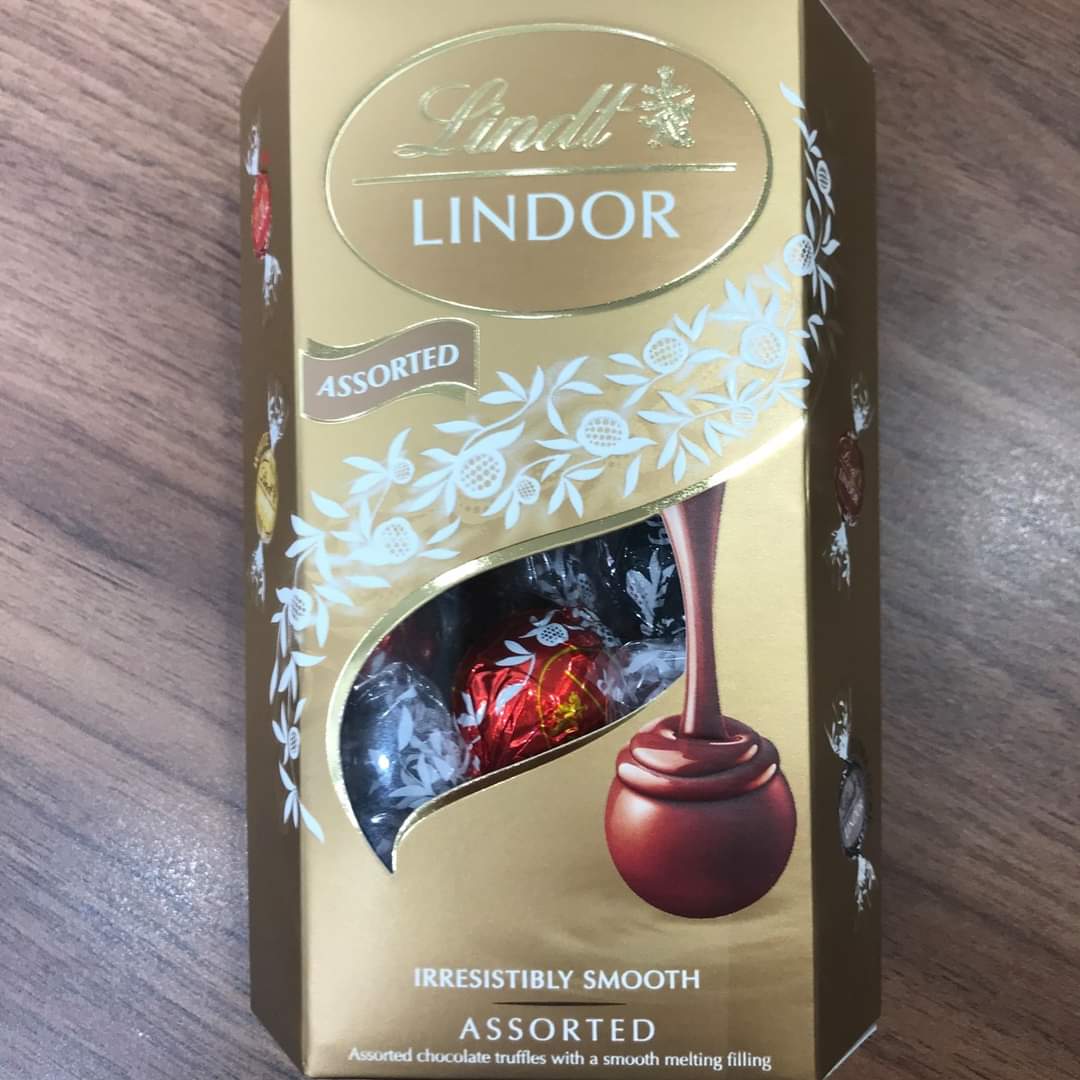 Lindt
LINDOR
ASSORTED
IRRESISTIBLY SMOOTH
ASSORTED
Assorted chocolate truffles with a smooth melting filling